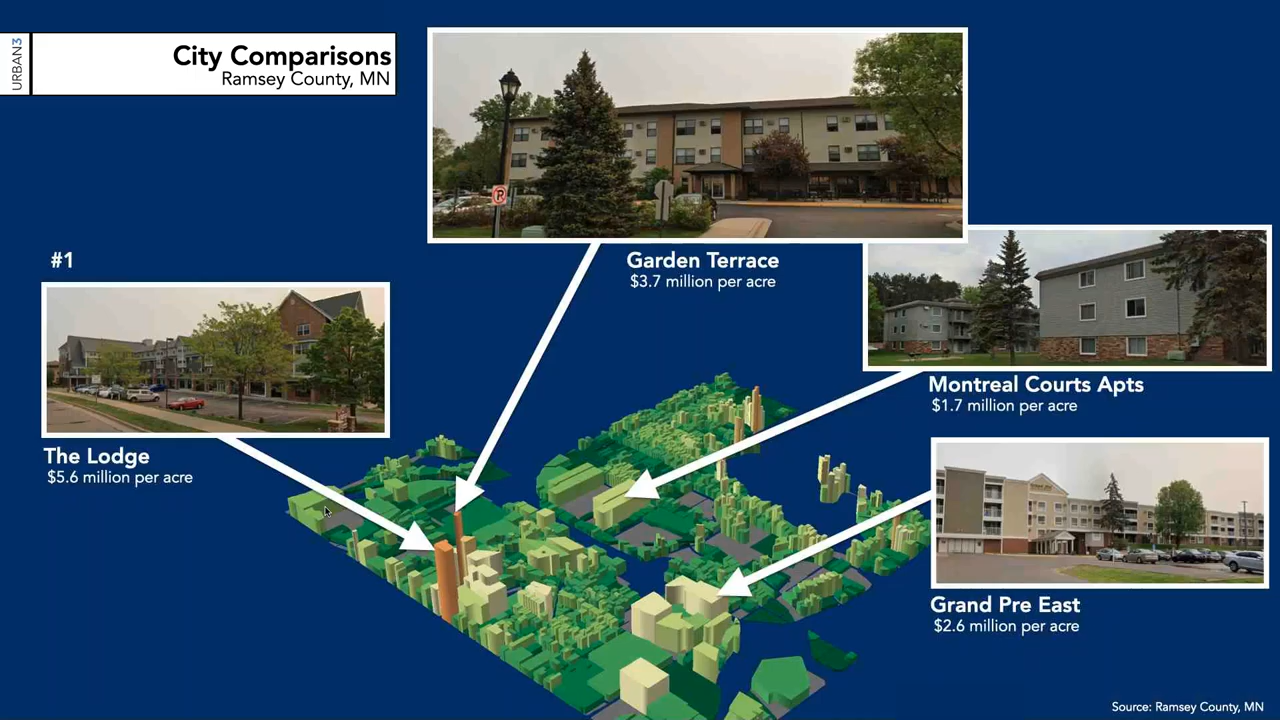 URBAN3
City Comparisons
Ramsey County, MN
Garden Terrace
$3.7 million per acre
#1
The Lodge
$5.6 million per acre
Montreal Courts Apts
$1.7 million per acre
Grand Pre East
$2.6 million per acre
Source: Ramsey County, MN